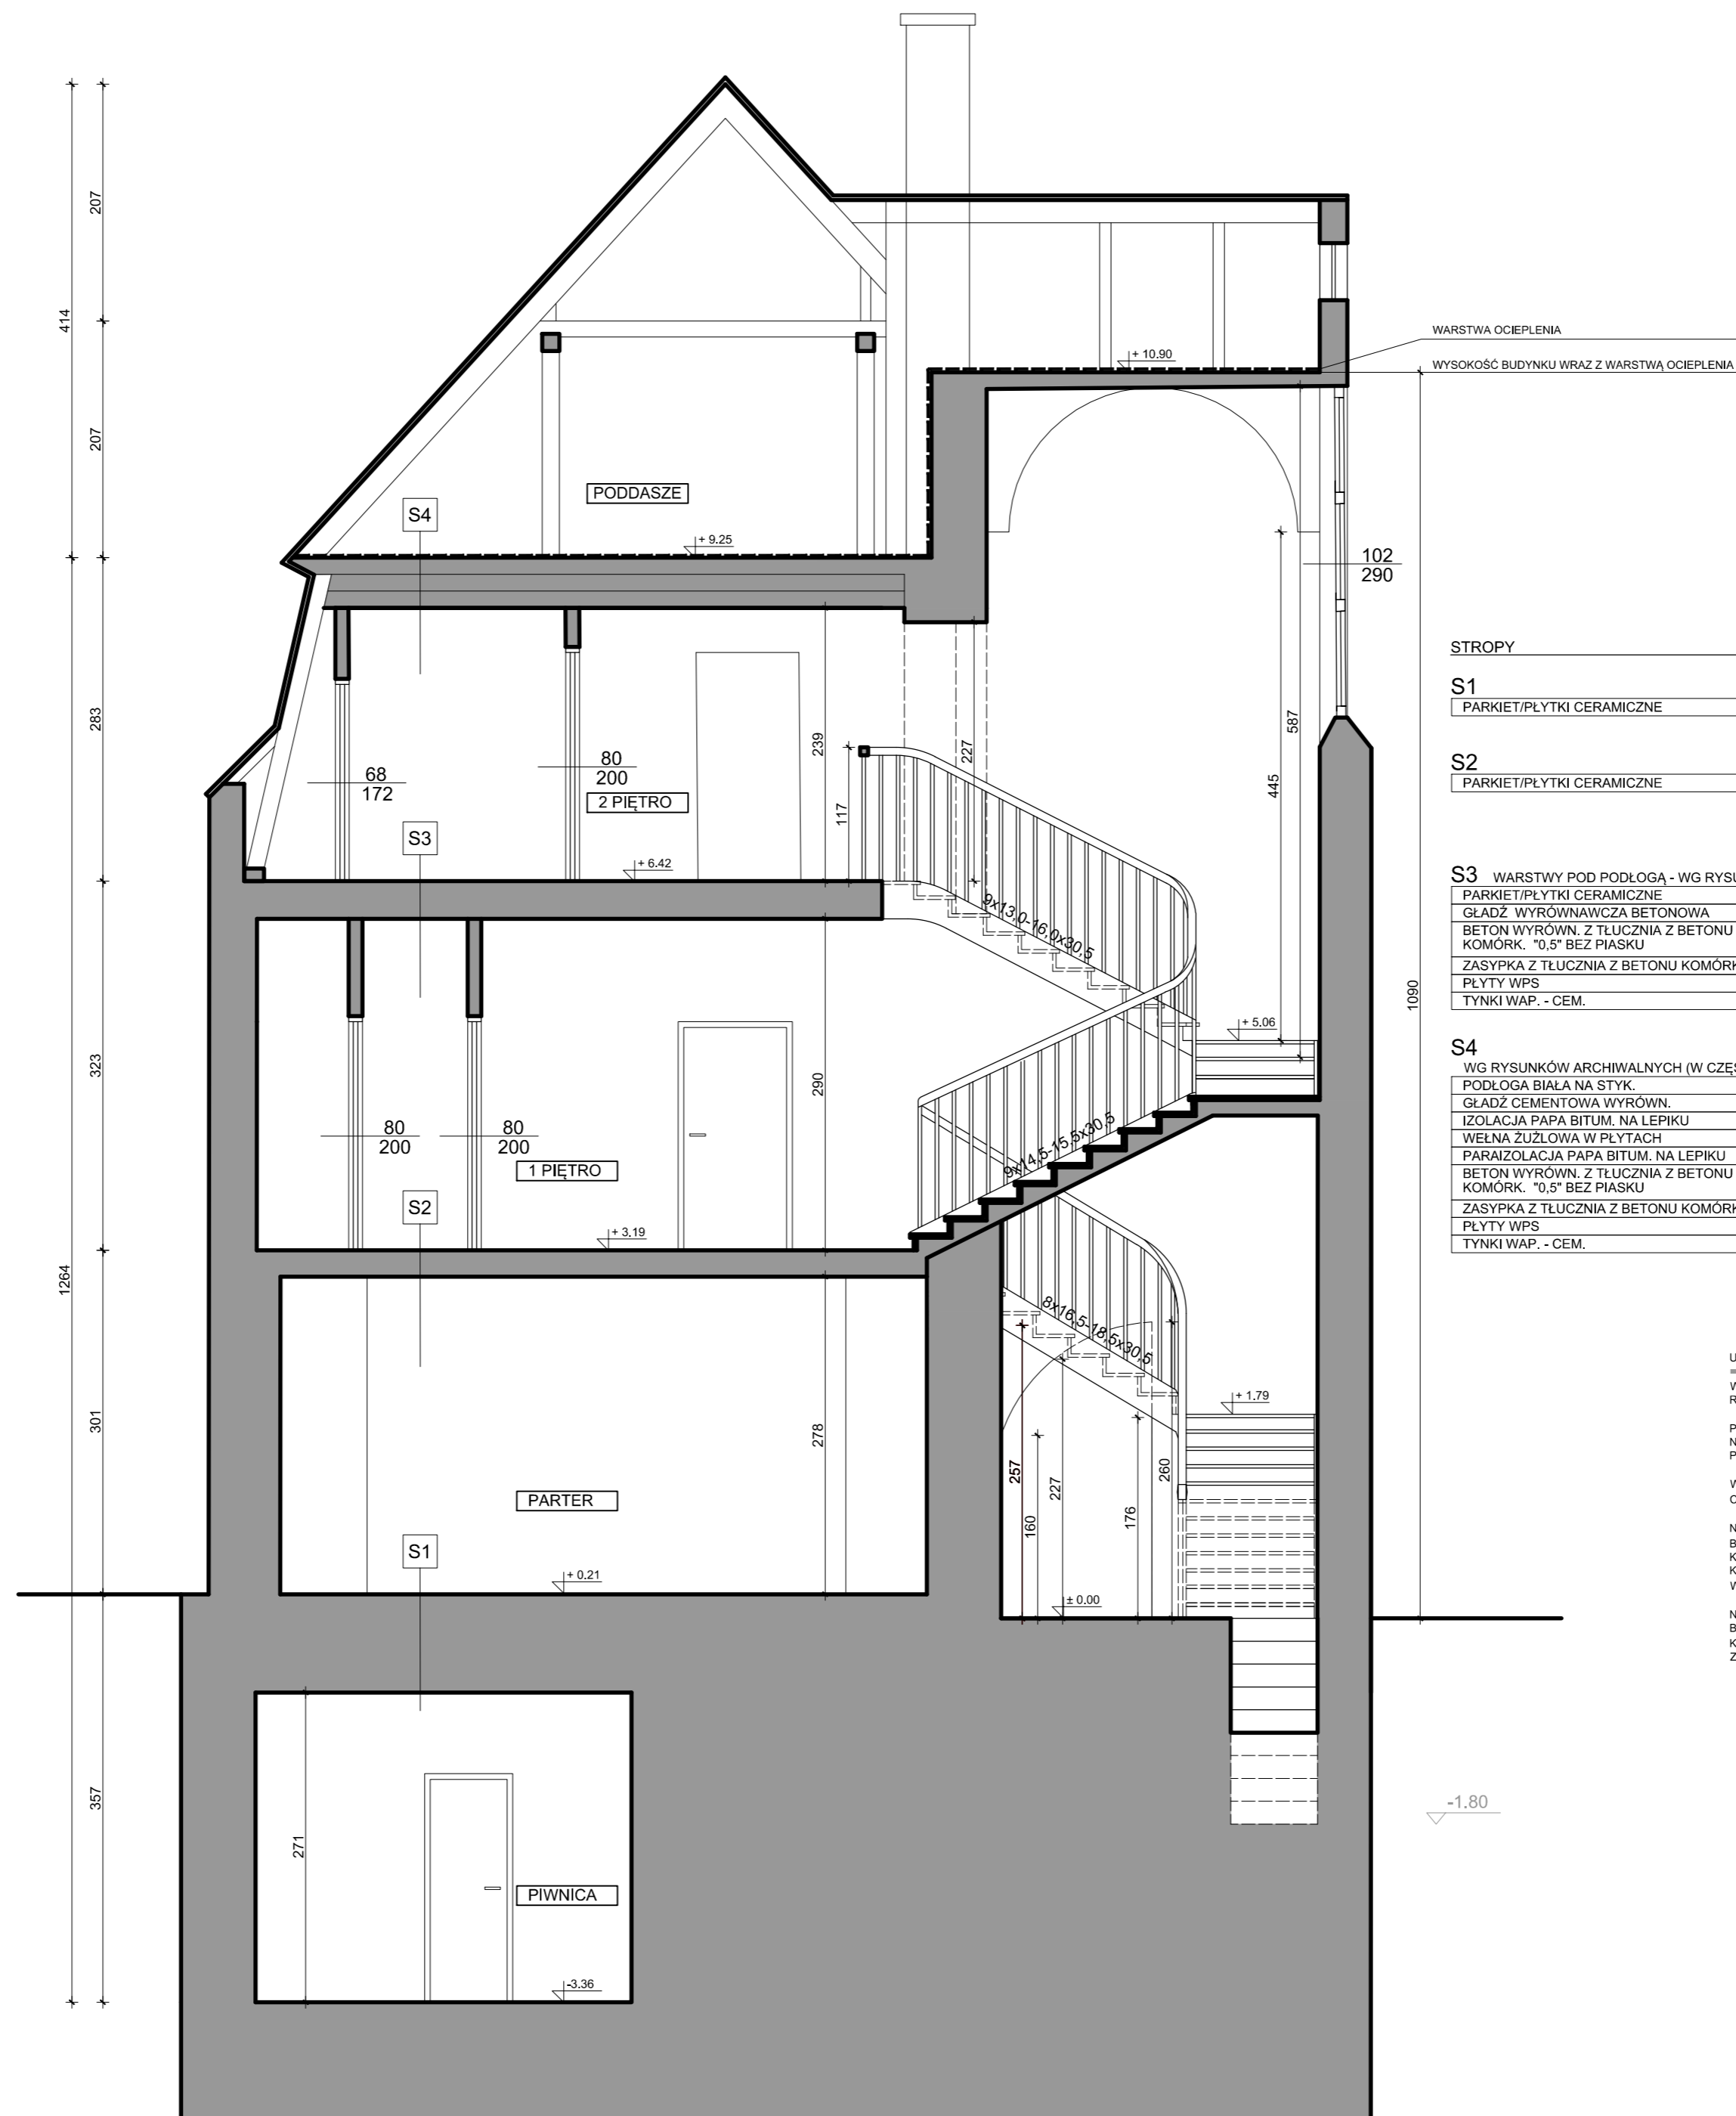 207
414
207
283
323
1264
301
357
WARSTWA OCIEPLENIA
WYSOKOŚĆ BUDYNKU WRAZ Z WARSTWĄ OCIEPLENIA
+ 10.90
PODDASZE
S4
+ 9.25
102
290
587
445
239
227
117
68
172
80
200
2 PIĘTRO
S3
+ 6.42
9x13,0-16,0x30,5
1090
+ 5.06
290
80
200
80
200
1 PIĘTRO
9x14,5-15,5x30,5
S2
+ 3.19
8x16,5-18,5x30,5
+ 1.79
278
257
227
260
160
176
PARTER
S1
+ 0.21
± 0.00
271
PIWNICA
-3.36
-1.80
STROPY
S1
PARKIET/PŁYTKI CERAMICZNE
S2
PARKIET/PŁYTKI CERAMICZNE
S3 WARSTWY POD PODŁOGĄ - WG RYSU
PARKIET/PŁYTKI CERAMICZNE
GŁADŹ WYRÓWNAWCZA BETONOWA
BETON WYRÓWN. Z TŁUCZNIA Z BETONU
KOMÓRK. "0,5" BEZ PIASKU
ZASYPKA Z TŁUCZNIA Z BETONU KOMÓRK
PŁYTY WPS
TYNKI WAP. - CEM.
S4
WG RYSUNKÓW ARCHIWALNYCH (W CZĘŚ
PODŁOGA BIAŁA NA STYK.
GŁADŹ CEMENTOWA WYRÓWN.
IZOLACJA PAPA BITUM. NA LEPIKU
WEŁNA ŻUŻLOWA W PŁYTACH
PARAIZOLACJA PAPA BITUM. NA LEPIKU
BETON WYRÓWN. Z TŁUCZNIA Z BETONU
KOMÓRK. "0,5" BEZ PIASKU
ZASYPKA Z TŁUCZNIA Z BETONU KOMÓRK
PŁYTY WPS
TYNKI WAP. - CEM.